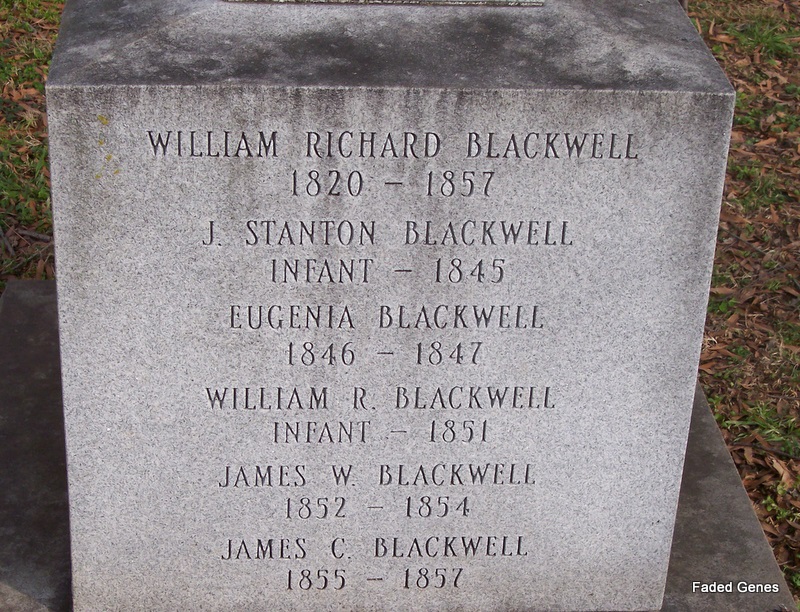 WILLIAM RICHARD BLACKWELL
1820 – 1857
J. STANTON BLACKWELL
INFANT – 1845
EUGENIA BLACKWELL
1846 – 1847
WILLIAM R. BLACKWELL
INFANT – 1851
JAMES W. BLACKWELL
1852 – 1854
JAMES C. BLACKWELL
1855 – 1857
Faded Genes